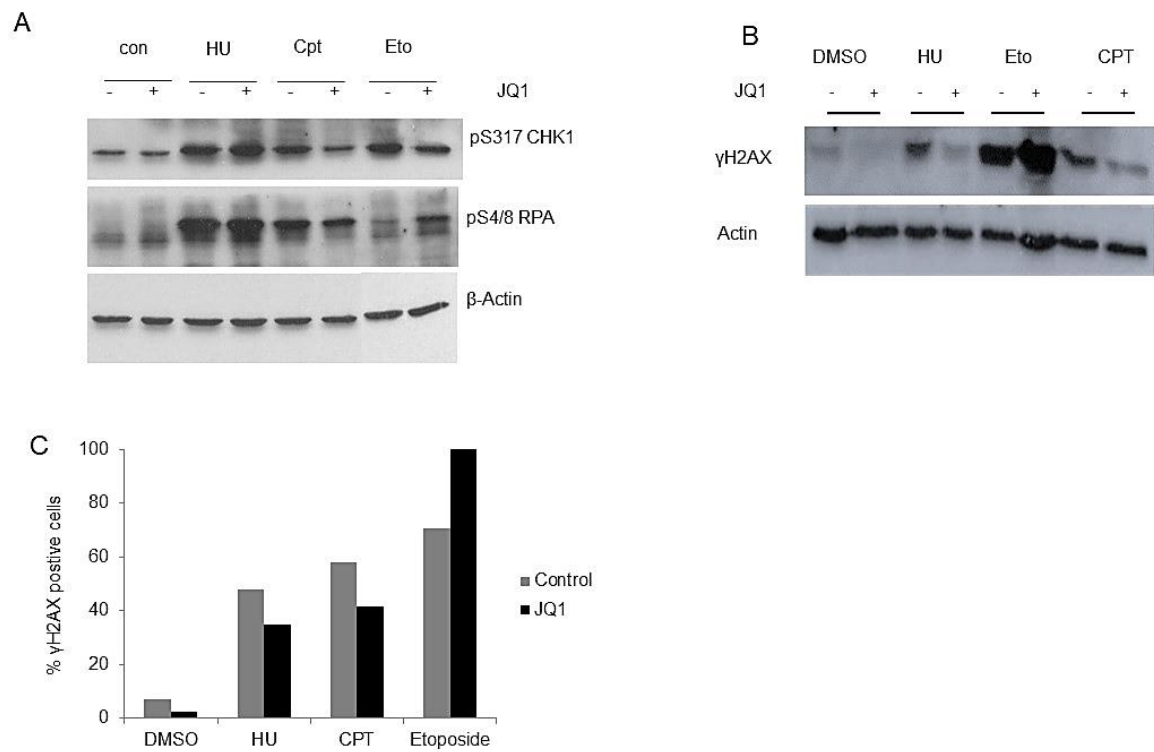 A
con HU Cpt Eto
- + - + - + - + JQ1
pS317 CHK1
pS4/8 RPA
β-Actin
B
DMSO HU Eto CPT
JQ1 - + - + - + - +
γH2AX
Actin
C
% γH2AX postive cells
100
80
60
40
20
0
DMSO HU CPT Etoposide
Control
JQ1